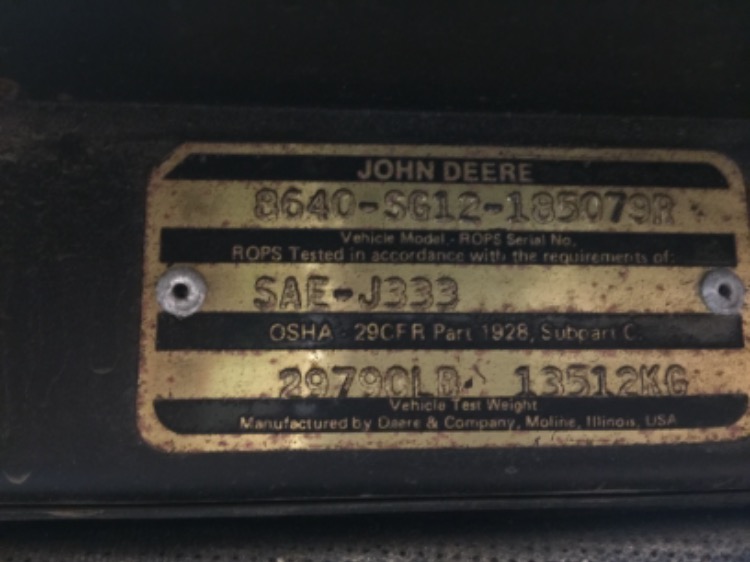 JOHN DEERE
8640-SG12-185079R
Vehicle Model - ROPS Serial No.
ROPS Tested in accordance with the requirements of:
SAE-J333
OSHA - 29CFR Part 1928, Subpart C.
29790LB. 13512KG
Vehicle Test Weight
Manufactured by Deere & Company, Moline, Illinois, USA